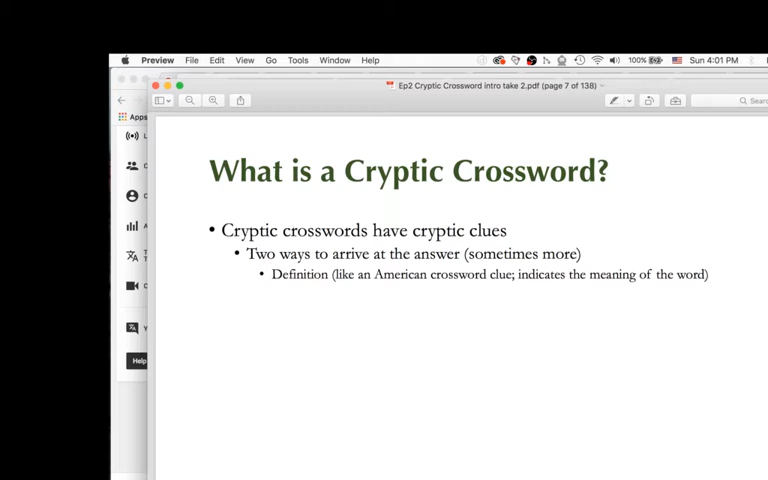 Preview File Edit View Go Tools Window Help 100% Sun 4:01 PM
Ep2 Cryptic Crossword intro take 2.pdf (page 7 of 138)
Apps
Help
What is a Cryptic Crossword?
• Cryptic crosswords have cryptic clues
• Two ways to arrive at the answer (sometimes more)
• Definition (like an American crossword clue; indicates the meaning of the word)